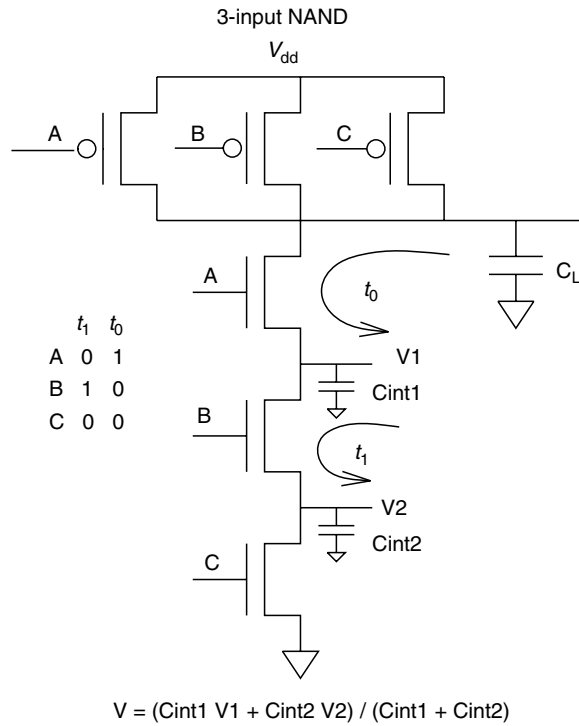 3-input NAND
Vdd
A
B
C
CL
A
t0
t1 t0
A 0 1
B 1 0
C 0 0
V1
Cint1
B
t1
V2
Cint2
C
V = (Cint1 V1 + Cint2 V2) / (Cint1 + Cint2)